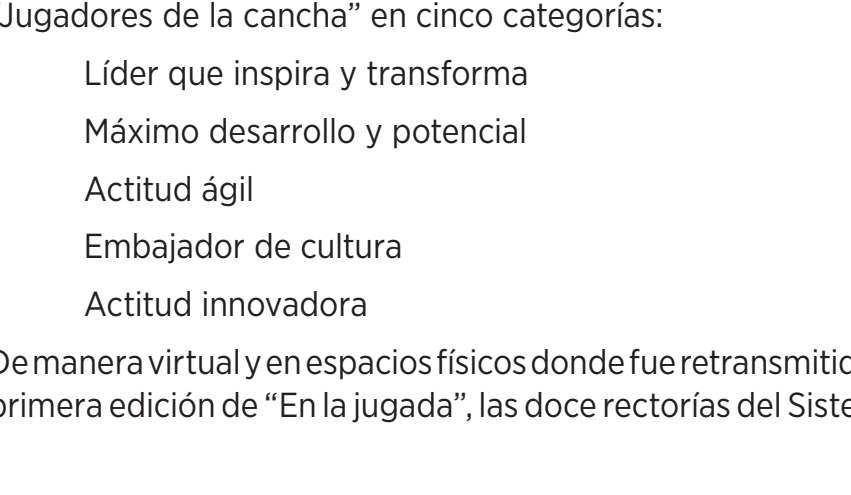 Jugadores de la cancha” en cinco categorías:
Líder que inspira y transforma
Máximo desarrollo y potencial
Actitud ágil
Embajador de cultura
Actitud innovadora
De manera virtual y en espacios físicos donde fue
primera edición de “En la jugada”, las doce rectorías del